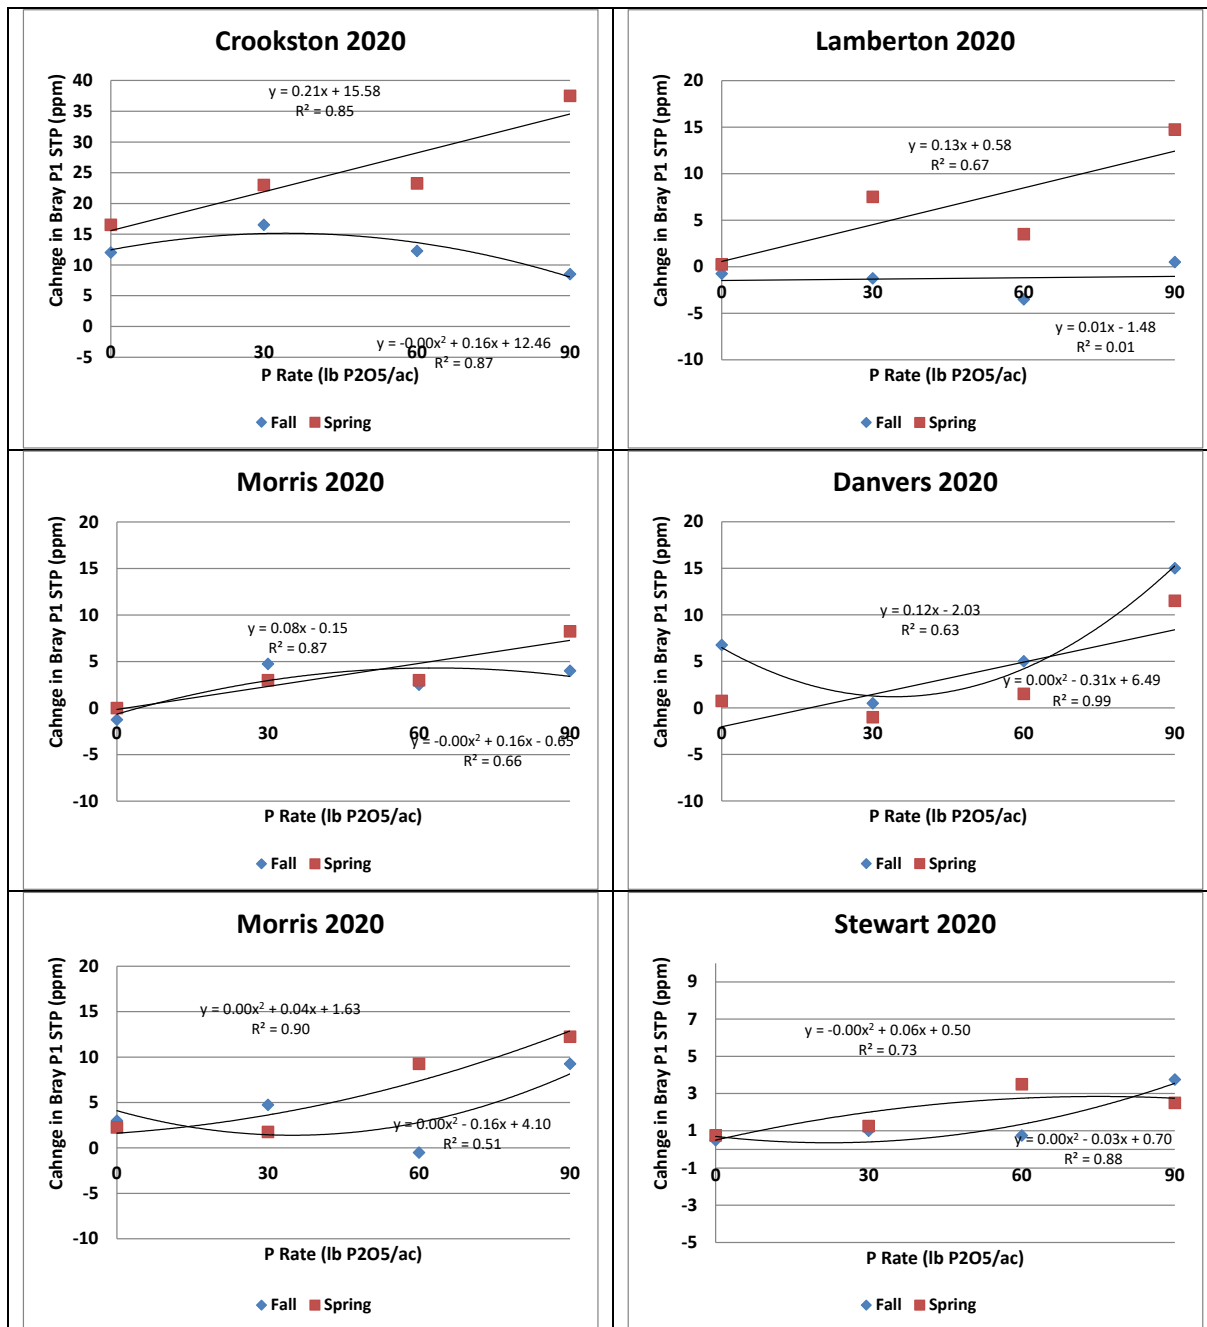 Crookston 2020
Cahnge in Bray P1 STP (ppm)
40
35
30
25
20
15
10
5
0
-5
y = 0.21x + 15.58
R² = 0.85
y = -0.00x² + 0.16x + 12.46
R² = 0.87
0
30
60
90
P Rate (lb P2O5/ac)
Fall
Spring
Lamberton 2020
Cahnge in Bray P1 STP (ppm)
20
15
10
5
0
-5
-10
y = 0.13x + 0.58
R² = 0.67
y = 0.01x - 1.48
R² = 0.01
0
30
60
90
P Rate (lb P2O5/ac)
Fall
Spring
Morris 2020
Cahnge in Bray P1 STP (ppm)
20
15
10
5
0
-5
-10
y = 0.08x - 0.15
R² = 0.87
y = -0.00x² + 0.16x - 0.65
R² = 0.66
0
30
60
90
P Rate (lb P2O5/ac)
Fall
Spring
Danvers 2020
Cahnge in Bray P1 STP (ppm)
20
15
10
5
0
-5
-10
y = 0.12x - 2.03
R² = 0.63
y = 0.00x² - 0.31x + 6.49
R² = 0.99
0
30
60
90
P Rate (lb P2O5/ac)
Fall
Spring
Morris 2020
Cahnge in Bray P1 STP (ppm)
20
15
10
5
0
-5
-10
y = 0.00x² + 0.04x + 1.63
R² = 0.90
y = 0.00x² - 0.16x + 4.10
R² = 0.51
0
30
60
90
P Rate (lb P2O5/ac)
Fall
Spring
Stewart 2020
Cahnge in Bray P1 STP (ppm)
9
7
5
3
1
-1
-3
-5
y = -0.00x² + 0.06x + 0.50
R² = 0.73
y = 0.00x² - 0.03x + 0.70
R² = 0.88
0
30
60
90
P Rate (lb P2O5/ac)
Fall
Spring